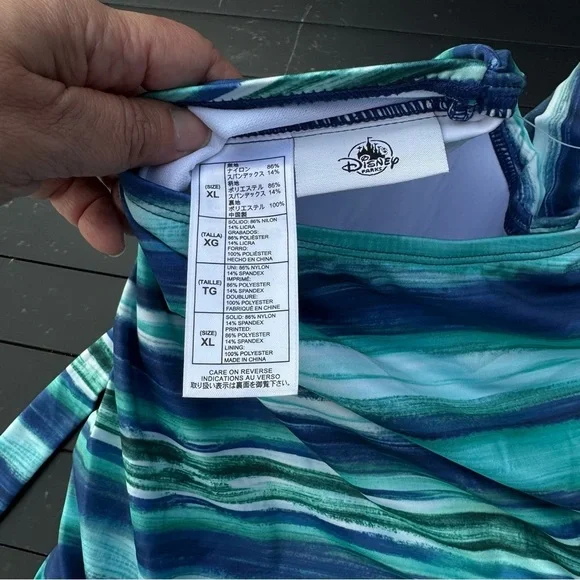 Disney
PARKS
(SIZE)
XL
無地
ナイロン 86%
スパンデックス 14%
柄地
ポリエステル 86%
スパンデックス 14%
裏地
ポリエステル 100%
中国製
(TALLA)
XG
SÓLIDO: 86% NILON
14% LICRA
GRABADOS:
86% POLIÉSTER
14% LICRA
FORRO:
100% POLIÉSTER
HECHO EN CHINA
(TAILLE)
TG
UNI: 86% NYLON
14% SPANDEX
IMPRIMÉ:
86% POLYESTER
14% SPANDEX
DOUBLURE:
100% POLYESTER
FABRIQUÉ EN CHINE
(SIZE)
XL
SOLID: 86% NYLON
14% SPANDEX
PRINTED:
86% POLYESTER
14% SPANDEX
LINING:
100% POLYESTER
MADE IN CHINA
CARE ON REVERSE
INDICATIONS AU VERSO
取り扱い表示は裏面を御覧下さい